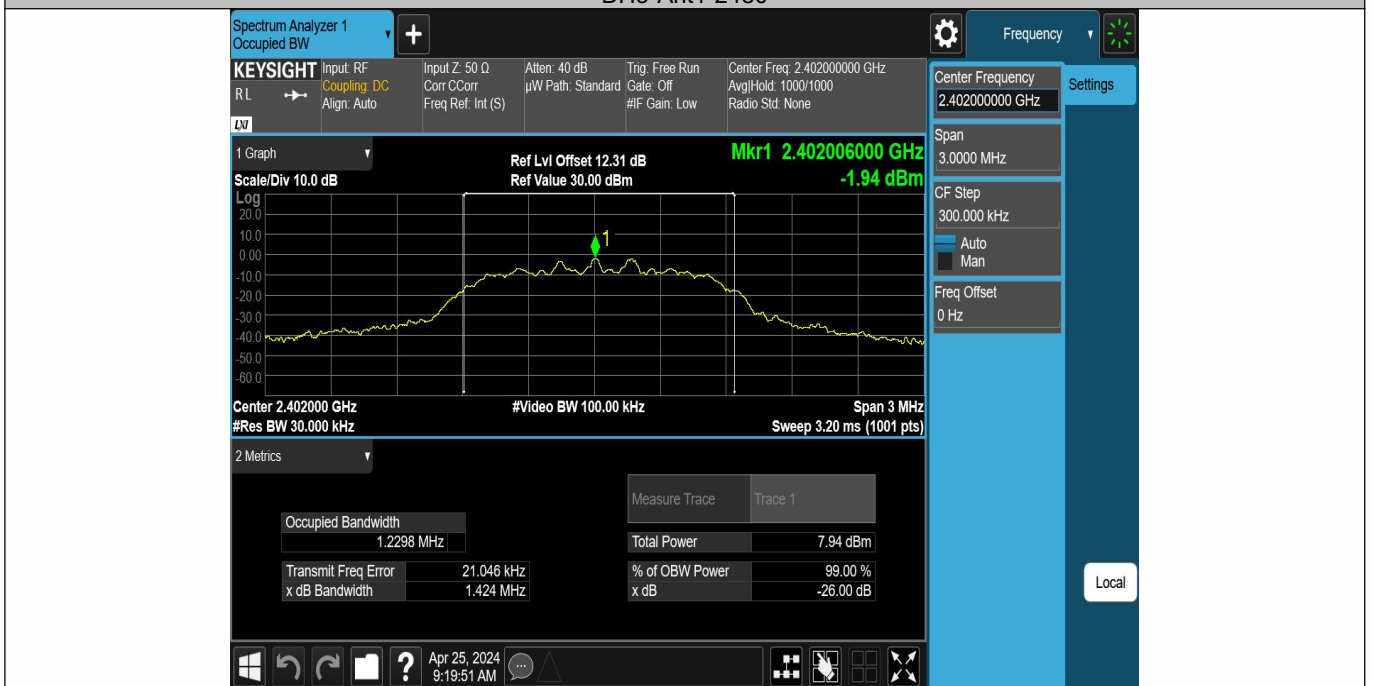 Spectrum Analyzer 1
Occupied BW
+
Frequency
KEYSIGHT
RL
LXI
Input: RF
Coupling: DC
Align: Auto
Input Z: 50 Ω
Corr CCorr
Freq Ref: Int (S)
Atten: 40 dB
µW Path: Standard
Trig: Free Run
Gate: Off
#IF Gain: Low
Center Freq: 2.402000000 GHz
Avg|Hold: 1000/1000
Radio Std: None
Center Frequency
2.402000000 GHz
Settings
Span
3.0000 MHz
CF Step
300.000 kHz
Auto
Man
Freq Offset
0 Hz
Local
1 Graph
Scale/Div 10.0 dB
Ref Lvl Offset 12.31 dB
Ref Value 30.00 dBm
Mkr1 2.402006000 GHz
-1.94 dBm
Log
20.0
10.0
0.00
-10.0
-20.0
-30.0
-40.0
-50.0
-60.0
1
Center 2.402000 GHz
#Res BW 30.000 kHz
#Video BW 100.00 kHz
Span 3 MHz
Sweep 3.20 ms (1001 pts)
2 Metrics
Measure Trace Trace 1
Occupied Bandwidth
1.2298 MHz
Total Power 7.94 dBm
Transmit Freq Error 21.046 kHz
% of OBW Power 99.00 %
x dB Bandwidth 1.424 MHz
x dB -26.00 dB
?
Apr 25, 2024
9:19:51 AM